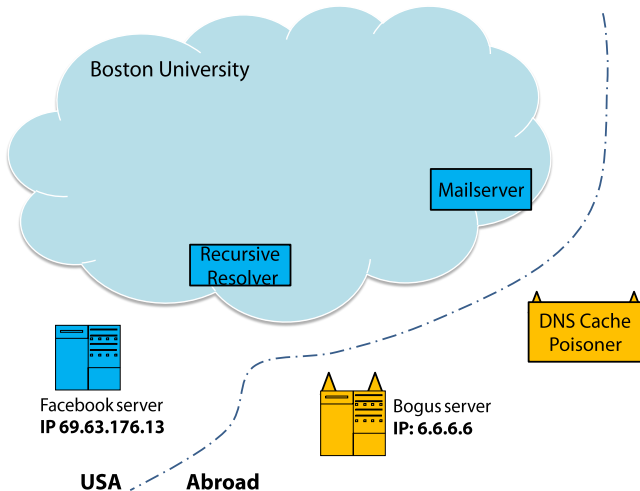 Boston University
Mailserver
Recursive
Resolver
DNS Cache
Poisoner
Facebook server
IP 69.63.176.13
Bogus server
IP: 6.6.6.6
USA
Abroad